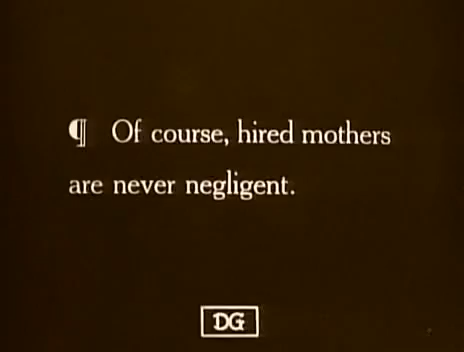 ¶ Of course, hired mothers
are never negligent.
DG